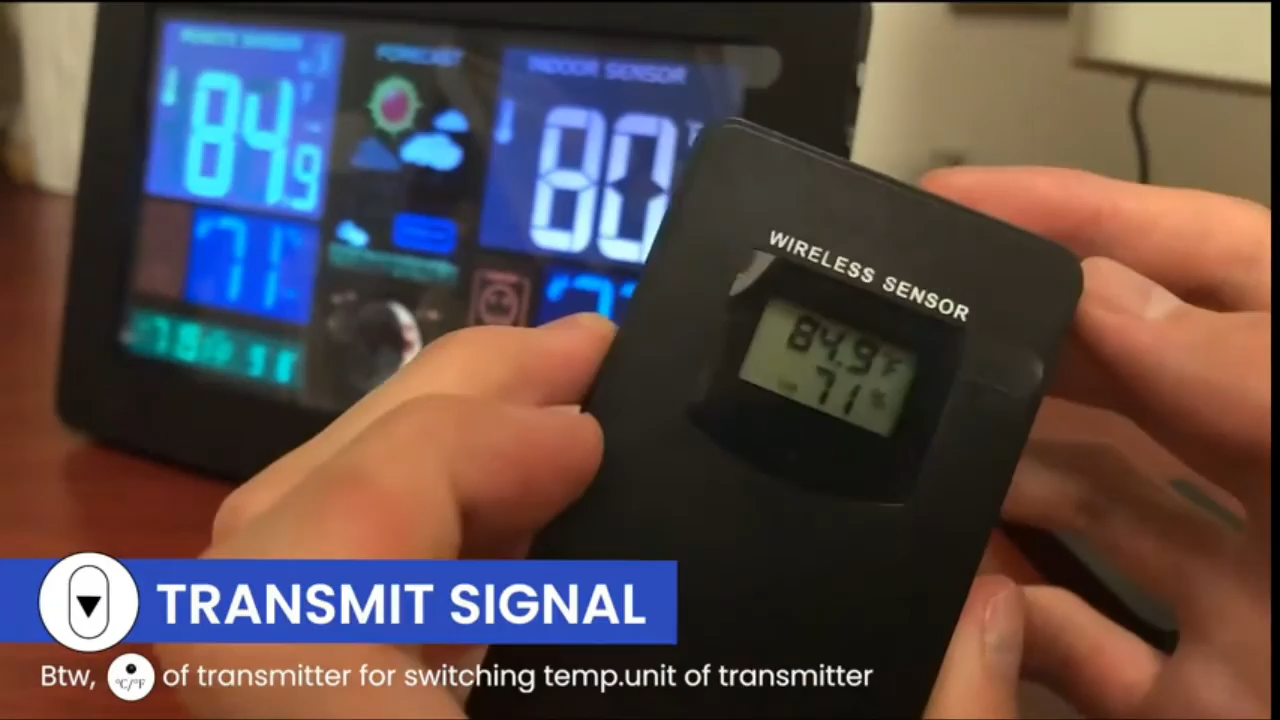 REMOTE SENSOR
FORECAST
INDOOR SENSOR
84.9
80
71
WIRELESS SENSOR
84.9°F
71%
TRANSMIT SIGNAL
Btw, °C/°F of transmitter for switching temp.unit of transmitter